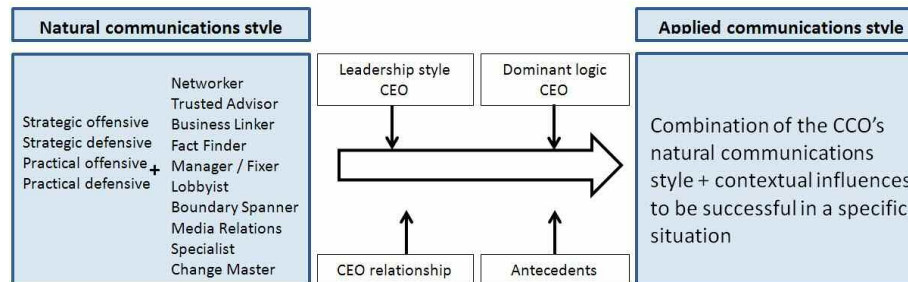 Natural communications style
Strategic offensive
Strategic defensive
Practical offensive
Practical defensive
+
Networker
Trusted Advisor
Business Linker
Fact Finder
Manager / Fixer
Lobbyist
Boundary Spanner
Media Relations
Specialist
Change Master
Leadership style
CEO
Dominant logic
CEO
CEO relationship
Antecedents
Applied communications style
Combination of the CCO's
natural communications
style + contextual influences
to be successful in a specific
situation